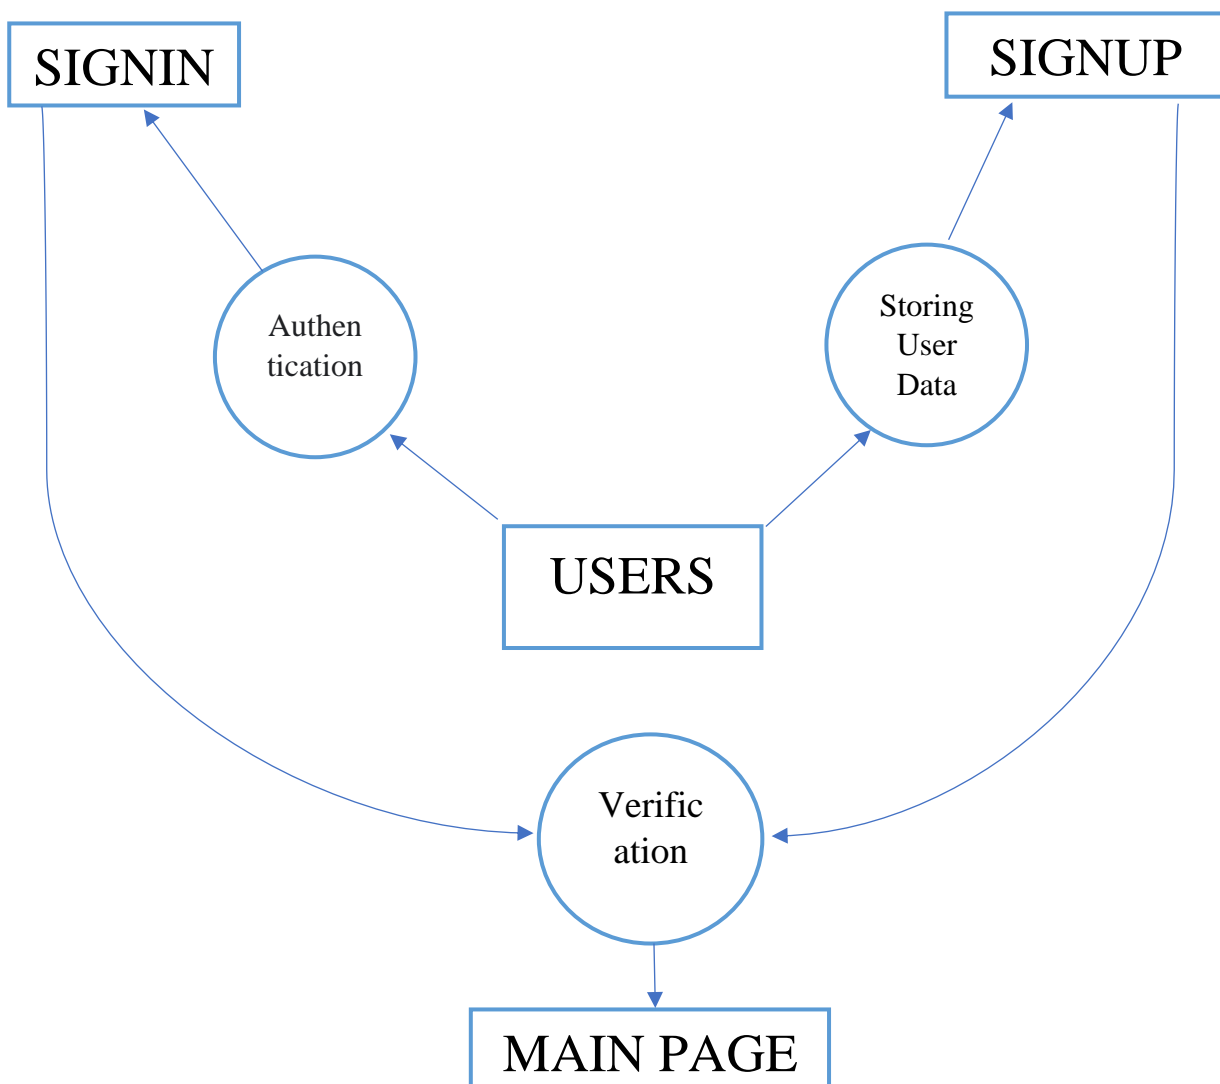 SIGNIN
SIGNUP
Authen
tication
Storing
User
Data
USERS
Verific
ation
MAIN PAGE